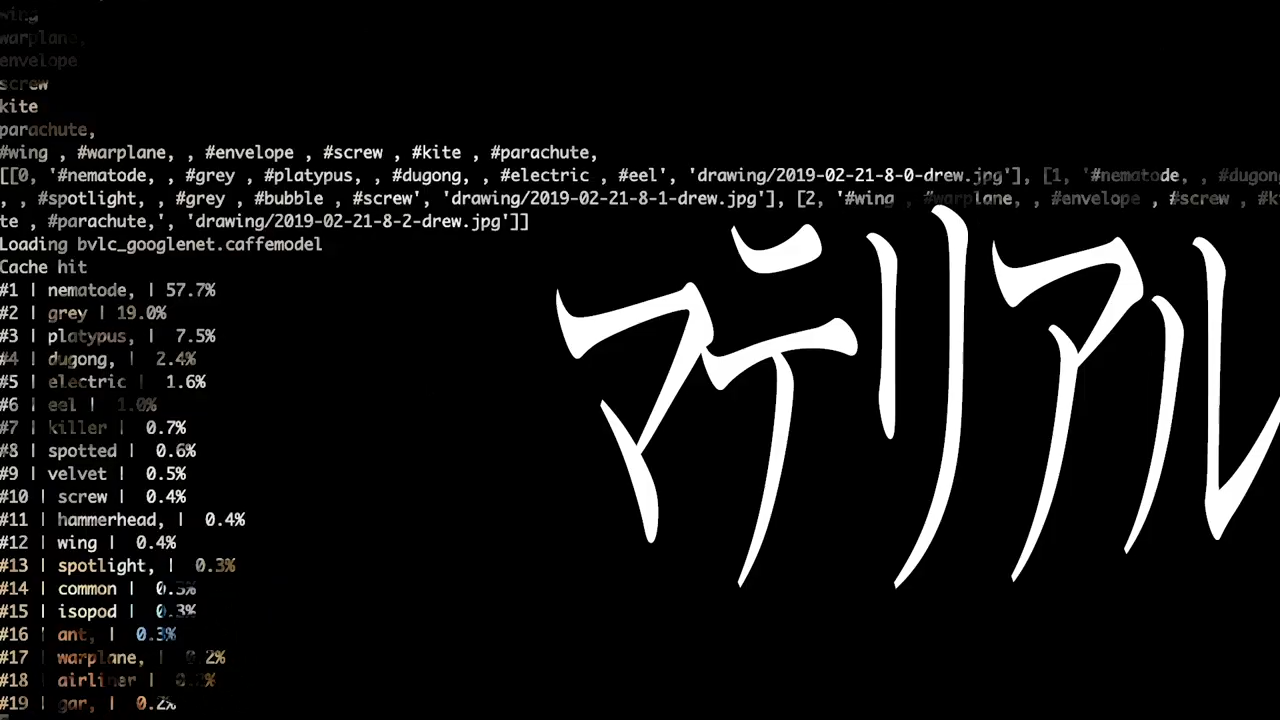 wing
warplane,
envelope
screw
kite
parachute,
#wing , #warplane, , #envelope , #screw , #kite , #parachute,
[[0, '#nematode, , #grey , #platypus, , #dugong, , #electric , #eel', 'drawing/2019-02-21-8-0-drew.jpg'], [1, '#nematode, , #dugong
, , #spotlight, , #grey , #bubble , #screw', 'drawing/2019-02-21-8-1-drew.jpg'], [2, '#wing , #warplane, , #envelope , #screw , #ki
te , #parachute,', 'drawing/2019-02-21-8-2-drew.jpg']]
Loading bvlc_googlenet.caffemodel
Cache hit
#1 | nematode, | 57.7%
#2 | grey | 19.0%
#3 | platypus, | 7.5%
#4 | dugong, | 2.4%
#5 | electric | 1.6%
#6 | eel | 1.0%
#7 | killer | 0.7%
#8 | spotted | 0.6%
#9 | velvet | 0.5%
#10 | screw | 0.4%
#11 | hammerhead, | 0.4%
#12 | wing | 0.4%
#13 | spotlight, | 0.3%
#14 | common | 0.3%
#15 | isopod | 0.3%
#16 | ant, | 0.3%
#17 | warplane, | 0.2%
#18 | airliner |
#19 | gar, | 0.2%
マテリアル